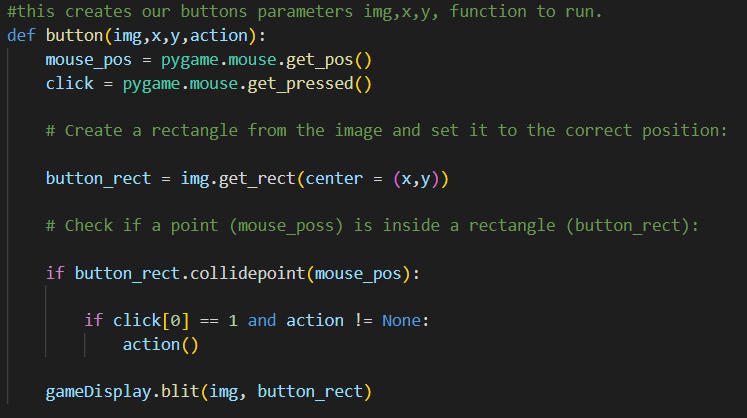 #this creates our buttons parameters img,x,y, function to run.
def button(img,x,y,action):
    mouse_pos = pygame.mouse.get_pos()
    click = pygame.mouse.get_pressed()

    # Create a rectangle from the image and set it to the correct position:

    button_rect = img.get_rect(center = (x,y))

    # Check if a point (mouse_poss) is inside a rectangle (button_rect):

    if button_rect.collidepoint(mouse_pos):

        if click[0] == 1 and action != None:
            action()

    gameDisplay.blit(img, button_rect)